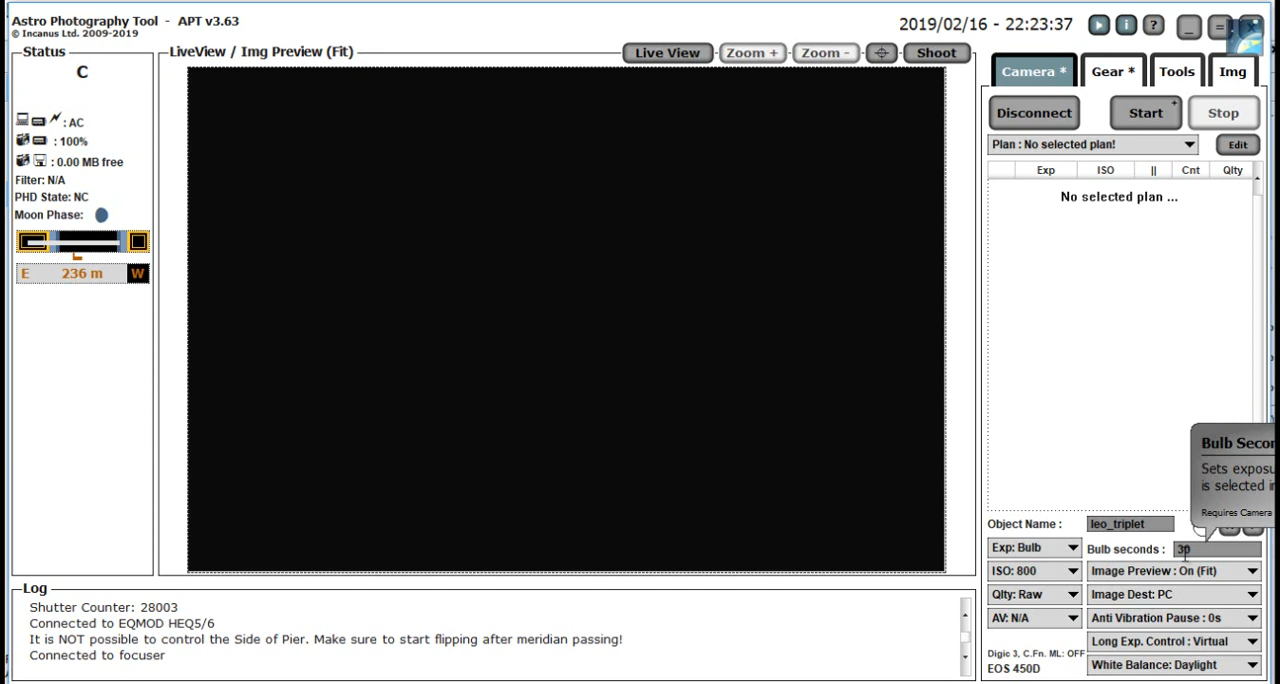 Astro Photography Tool - APT v3.63
© Incanus Ltd. 2009-2019
2019/02/16 - 22:23:37
i
?
_
=
Status
C
: AC
: 100%
: 0.00 MB free
Filter: N/A
PHD State: NC
Moon Phase:
E 236 m W
LiveView / Img Preview (Fit)
Live View
Zoom +
Zoom -
Shoot
Camera *
Gear *
Tools
Img
Disconnect
Start +
Stop
Plan : No selected plan!
Edit
Exp ISO || Cnt Qlty
No selected plan ...
Bulb Secon
Sets exposu
is selected in
Requires Camera
Object Name : leo_triplet
Exp: Bulb
Bulb seconds : 30
ISO: 800
Image Preview : On (Fit)
Qlty: Raw
Image Dest: PC
AV: N/A
Anti Vibration Pause : 0s
Long Exp. Control : Virtual
Digic 3, C.Fn. ML: OFF
EOS 450D
White Balance: Daylight
Log
Shutter Counter: 28003
Connected to EQMOD HEQ5/6
It is NOT possible to control the Side of Pier. Make sure to start flipping after meridian passing!
Connected to focuser